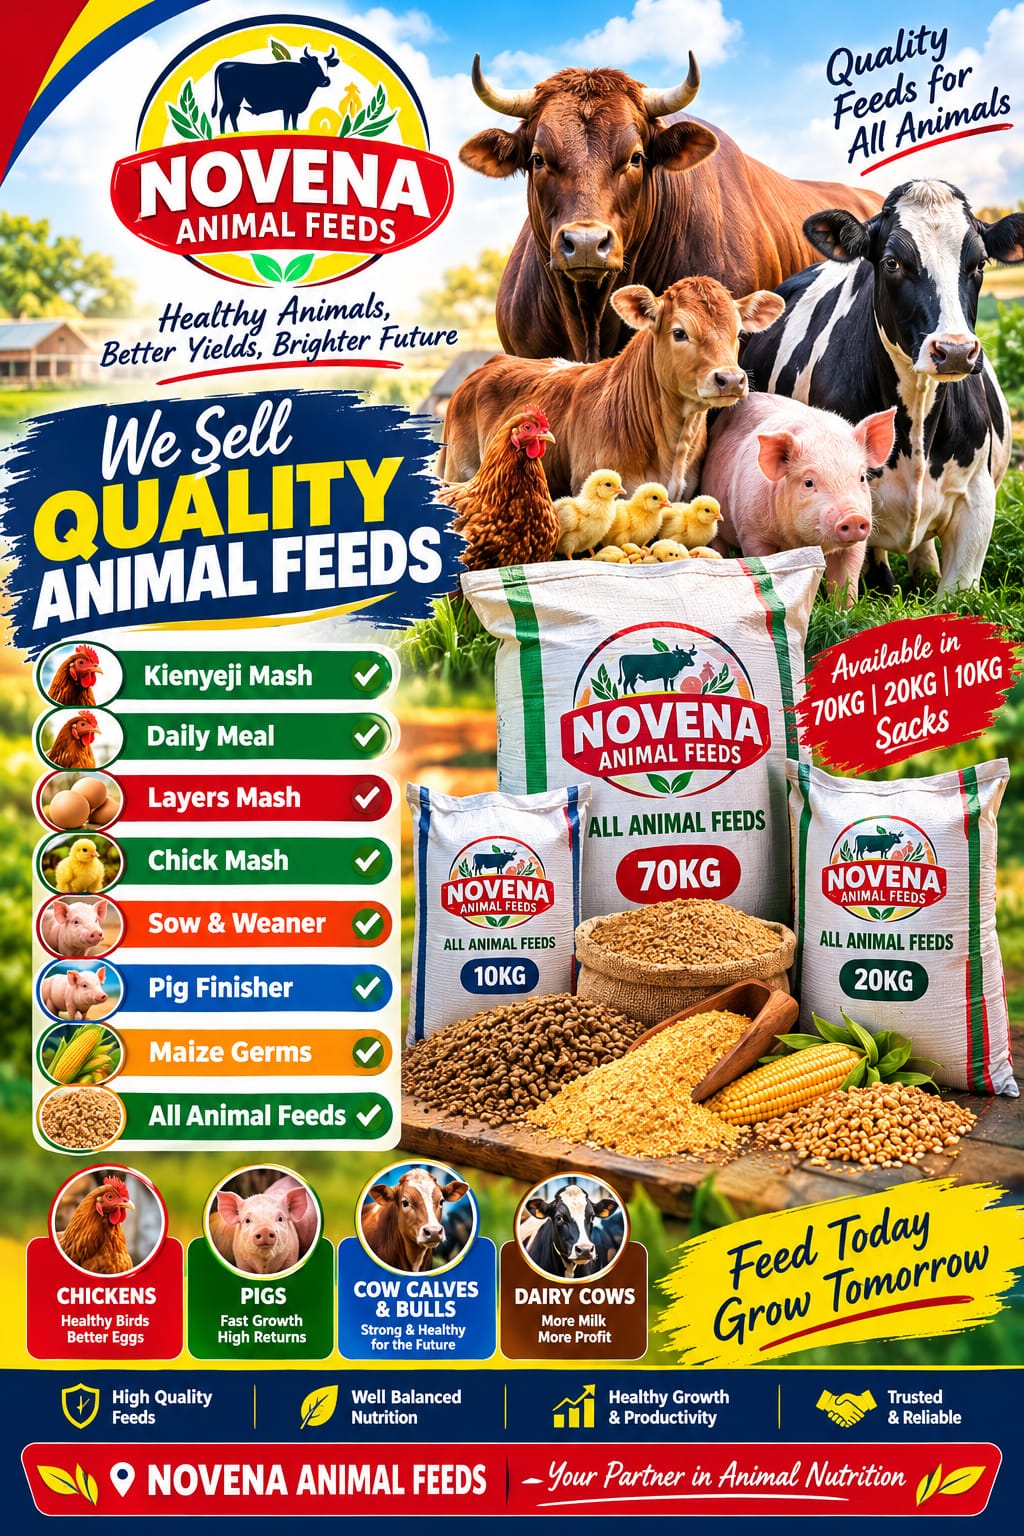 NOVENA
ANIMAL FEEDS
Healthy Animals,
Better Yields, Brighter Future
Quality
Feeds for
All Animals
We Sell
QUALITY
ANIMAL FEEDS
Kienyeji Mash
Daily Meal
Layers Mash
Chick Mash
Sow & Weaner
Pig Finisher
Maize Germs
All Animal Feeds
Available in
70KG | 20KG | 10KG
Sacks
NOVENA
ANIMAL FEEDS
ALL ANIMAL FEEDS
70KG
NOVENA
ANIMAL FEEDS
ALL ANIMAL FEEDS
10KG
NOVENA
ANIMAL FEEDS
ALL ANIMAL FEEDS
20KG
CHICKENS
Healthy Birds
Better Eggs
PIGS
Fast Growth
High Returns
COW CALVES
& BULLS
Strong & Healthy
for the Future
DAIRY COWS
More Milk
More Profit
Feed Today
Grow Tomorrow
High Quality
Feeds
Well Balanced
Nutrition
Healthy Growth
& Productivity
Trusted
& Reliable
NOVENA ANIMAL FEEDS
Your Partner in Animal Nutrition